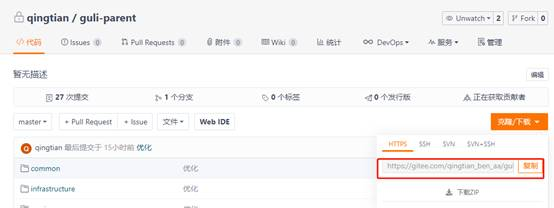 qingtian / guli-parent
Unwatch 2 Fork 0
代码 Issues 0 Pull Requests 0 附件 0 Wiki 0 统计 DevOps 服务 管理
暂无描述 编辑
27 次提交 1 个分支 0 个标签 0 个发行版 正在获取贡献者
master + Pull Request + Issue 文件 Web IDE 克隆/下载
Q qingtian 最后提交于 15小时前 优化
HTTPS SSH SVN SVN+SSH
common 优化
https://gitee.com/qingtian_ben_aa/gul 复制
infrastructure 优化
下载ZIP